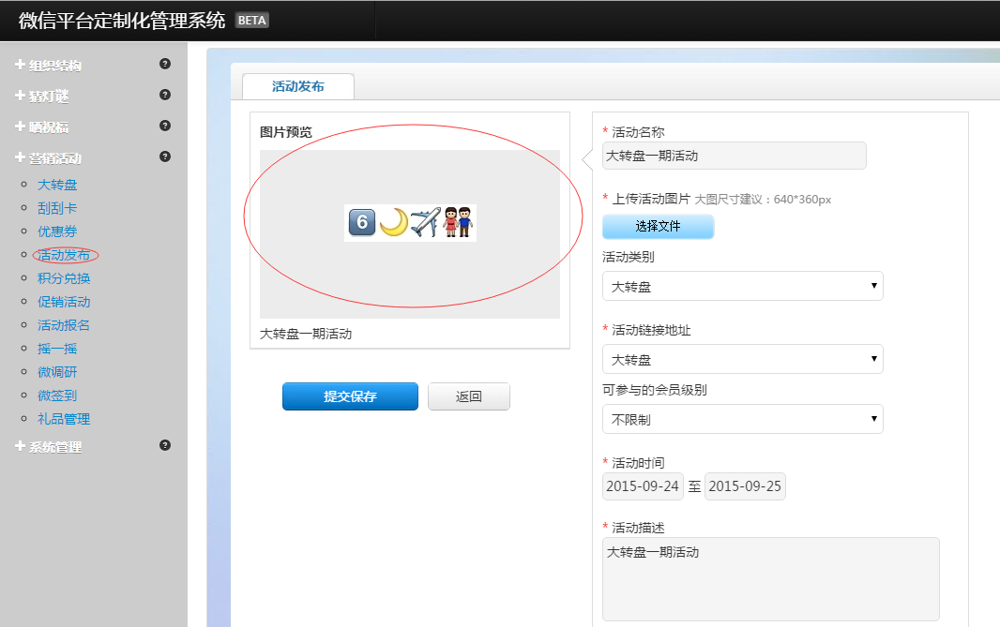 微信平台定制化管理系统 BETA
组织结构
猜灯谜
晒祝福
营销活动
大转盘
刮刮卡
优惠券
活动发布
积分兑换
促销活动
活动报名
摇一摇
微调研
微签到
礼品管理
系统管理
活动发布
图片预览
6
大转盘一期活动
提交保存 返回
* 活动名称
大转盘一期活动
* 上传活动图片 大图尺寸建议：640*360px
选择文件
活动类别
大转盘
* 活动链接地址
大转盘
可参与的会员级别
不限制
* 活动时间
2015-09-24 至 2015-09-25
* 活动描述
大转盘一期活动